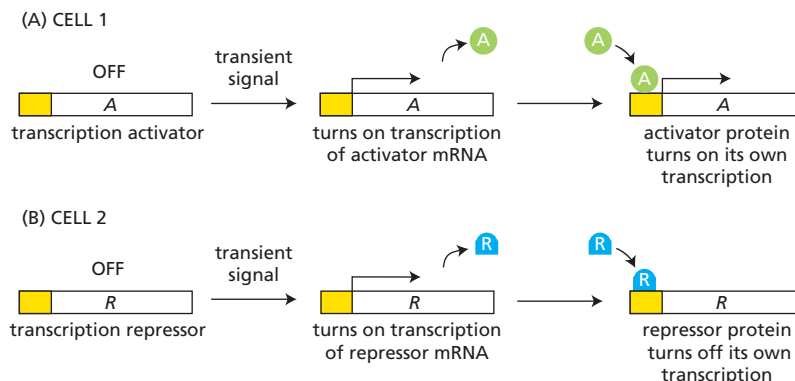 (A) CELL 1
OFF
A
transcription activator
transient
signal
A
A
turns on transcription
of activator mRNA
A
A
A
activator protein
turns on its own
transcription
(B) CELL 2
OFF
R
transcription repressor
transient
signal
R
R
turns on transcription
of repressor mRNA
R
R
R
repressor protein
turns off its own
transcription